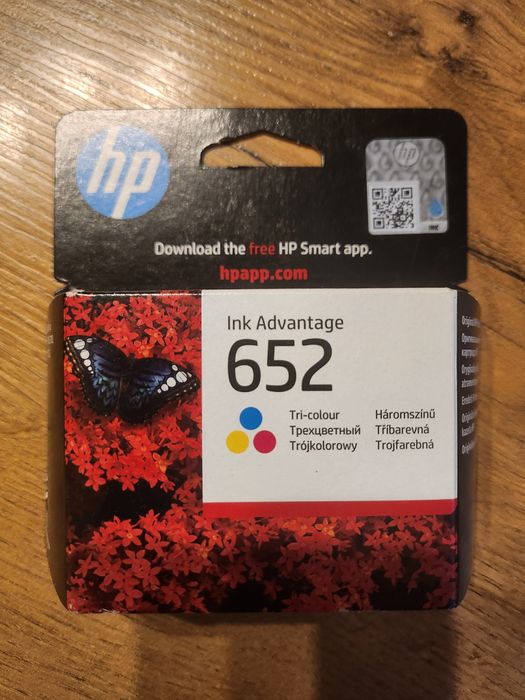 hp
hp
Download the free HP Smart app.
hpapp.com
Ink Advantage
652
Tri-colour
Трехцветный
Trójkolorowy
Háromszínű
Tříbarevná
Trojfarebná